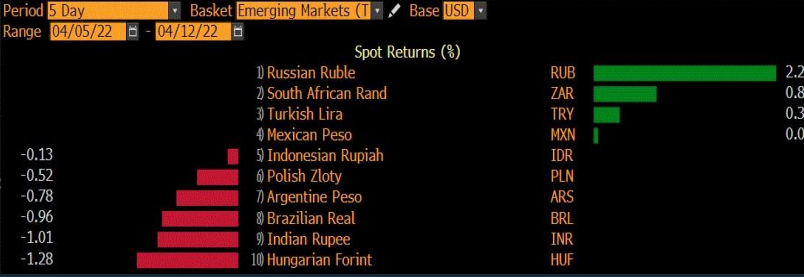 Period 5 Day Basket Emerging Markets (T Base USD
Range 04/05/22 - 04/12/22
Spot Returns (%)
1) Russian Ruble RUB 2.2
2) South African Rand ZAR 0.8
3) Turkish Lira TRY 0.3
4) Mexican Peso MXN 0.0
-0.13 5) Indonesian Rupiah IDR
-0.52 6) Polish Zloty PLN
-0.78 7) Argentine Peso ARS
-0.96 8) Brazilian Real BRL
-1.01 9) Indian Rupee INR
-1.28 10) Hungarian Forint HUF